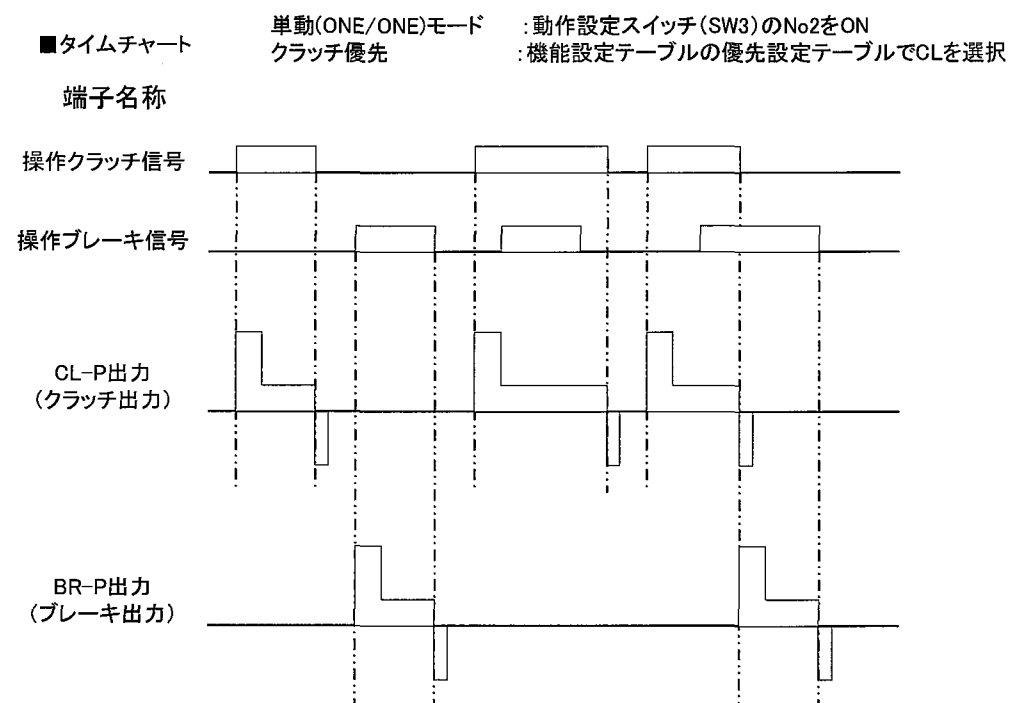 ■タイムチャート
単動(ONE/ONE)モード :動作設定スイッチ(SW3)のNo2をON
クラッチ優先 :機能設定テーブルの優先設定テーブルでCLを選択
端子名称
操作クラッチ信号
操作ブレーキ信号
CL-P出力
(クラッチ出力)
BR-P出力
(ブレーキ出力)